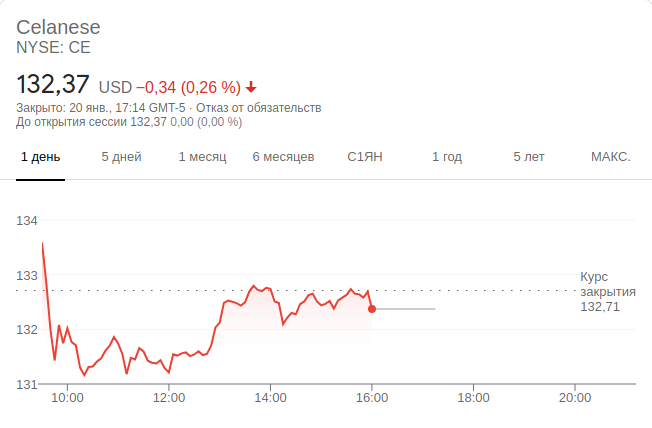 Celanese
NYSE: CE
132,37 USD −0,34 (0,26 %)
Закрыто: 20 янв., 17:14 GMT-5 · Отказ от обязательств
До открытия сессии 132,37 0,00 (0,00 %)
1 день 5 дней 1 месяц 6 месяцев С1ЯН 1 год 5 лет МАКС.
134
133
Курс
закрытия
132,71
132
131
10:00 12:00 14:00 16:00 18:00 20:00